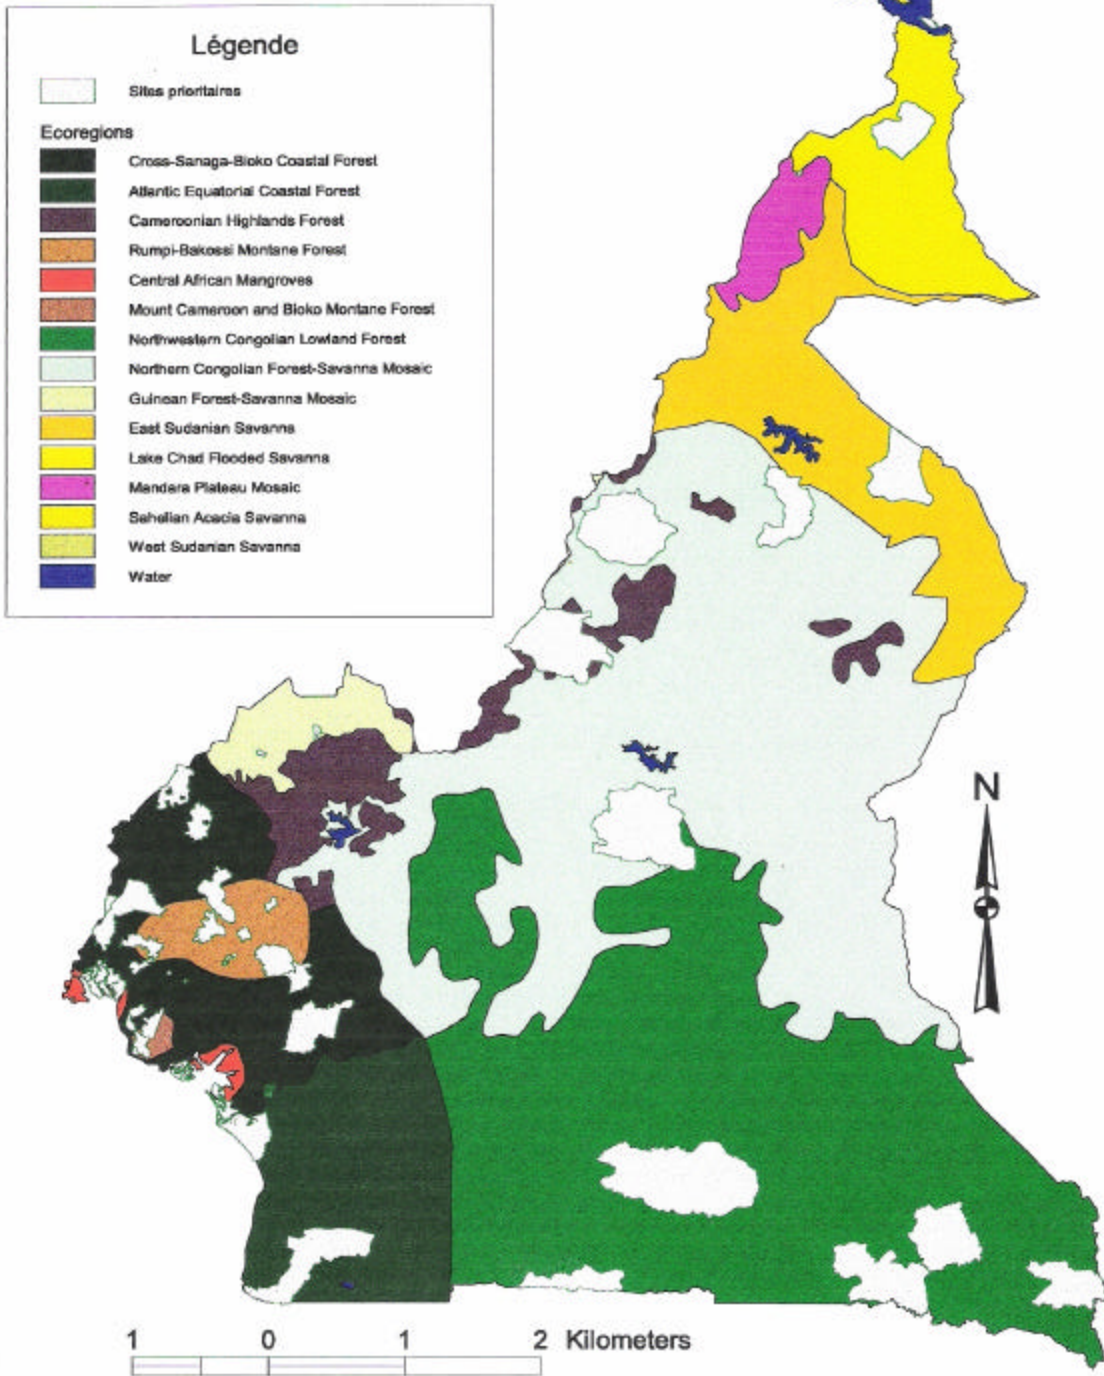 Légende
Sites prioritaires
Ecoregions
Cross-Sanaga-Bioko Coastal Forest
Atlantic Equatorial Coastal Forest
Cameroonian Highlands Forest
Rumpi-Bakossi Montane Forest
Central African Mangroves
Mount Cameroon and Bioko Montane Forest
Northwestern Congolian Lowland Forest
Northern Congolian Forest-Savanna Mosaic
Guinean Forest-Savanna Mosaic
East Sudanian Savanna
Lake Chad Flooded Savanna
Mandara Plateau Mosaic
Sahelian Acacia Savanna
West Sudanian Savanna
Water
N
1 0 1 2 Kilometers